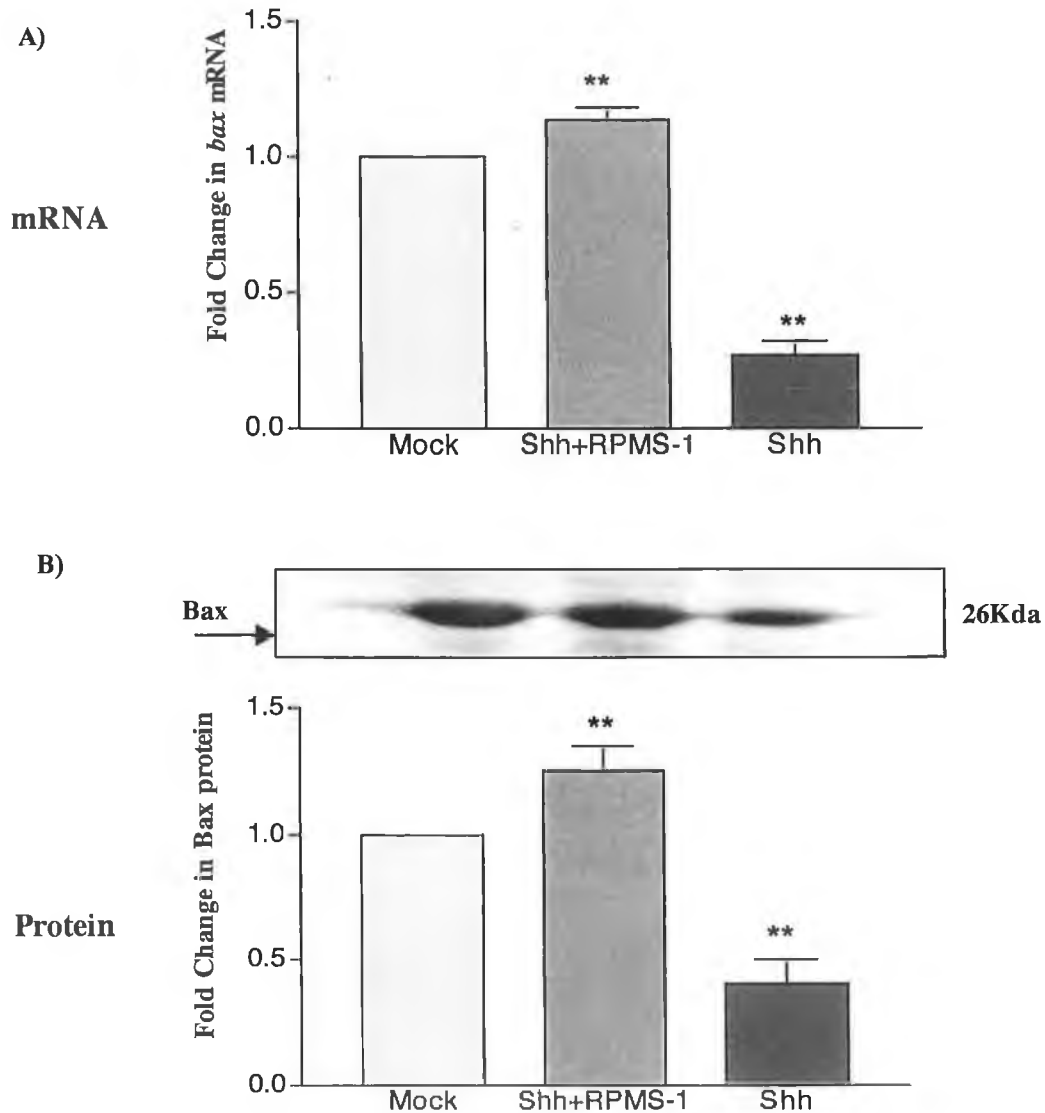 A)
mRNA
Fold Change in bax mRNA
1.5
1.0
0.5
0.0
**
**
Mock Shh+RPMS-1 Shh
B)
Bax
26Kda
Protein
Fold Change in Bax protein
1.5
1.0
0.5
0.0
**
**
Mock Shh+RPMS-1 Shh